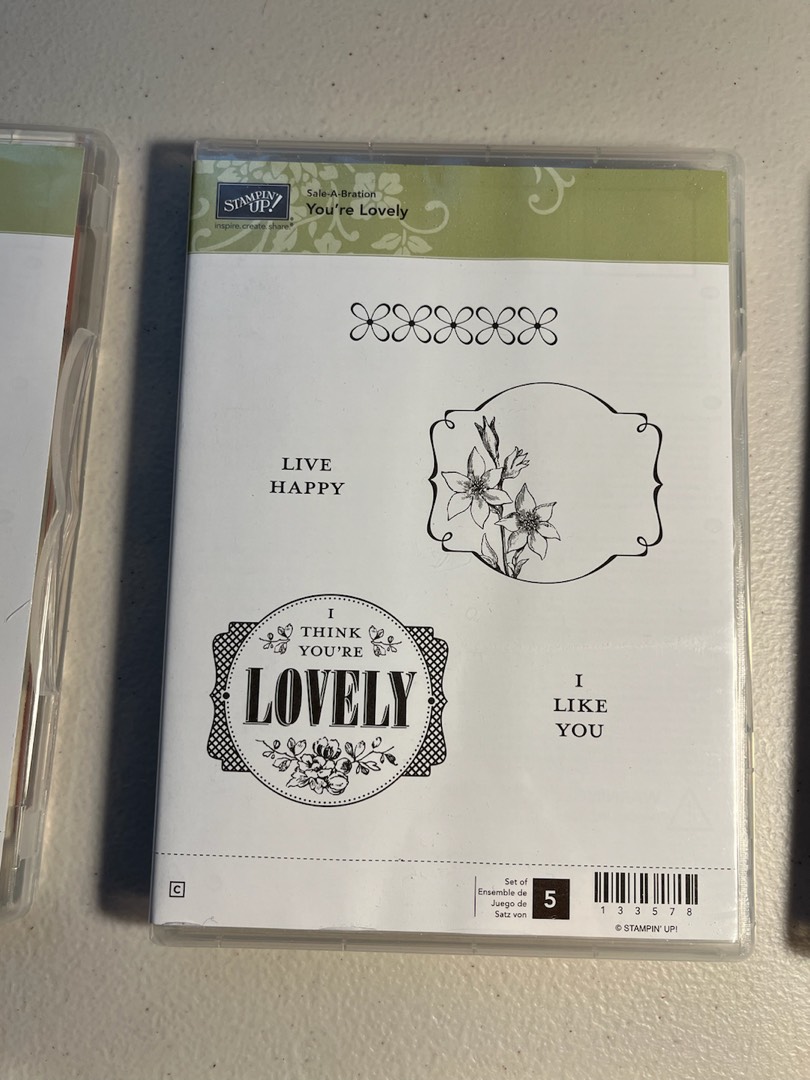 STAMPIN' UP!
inspire.create.share®
Sale-A-Bration
You're Lovely
LIVE
HAPPY
I
THINK
YOU'RE
LOVELY
I
LIKE
YOU
C
Set of
Ensemble de
Juego de
Satz von
5
133578
© STAMPIN' UP!